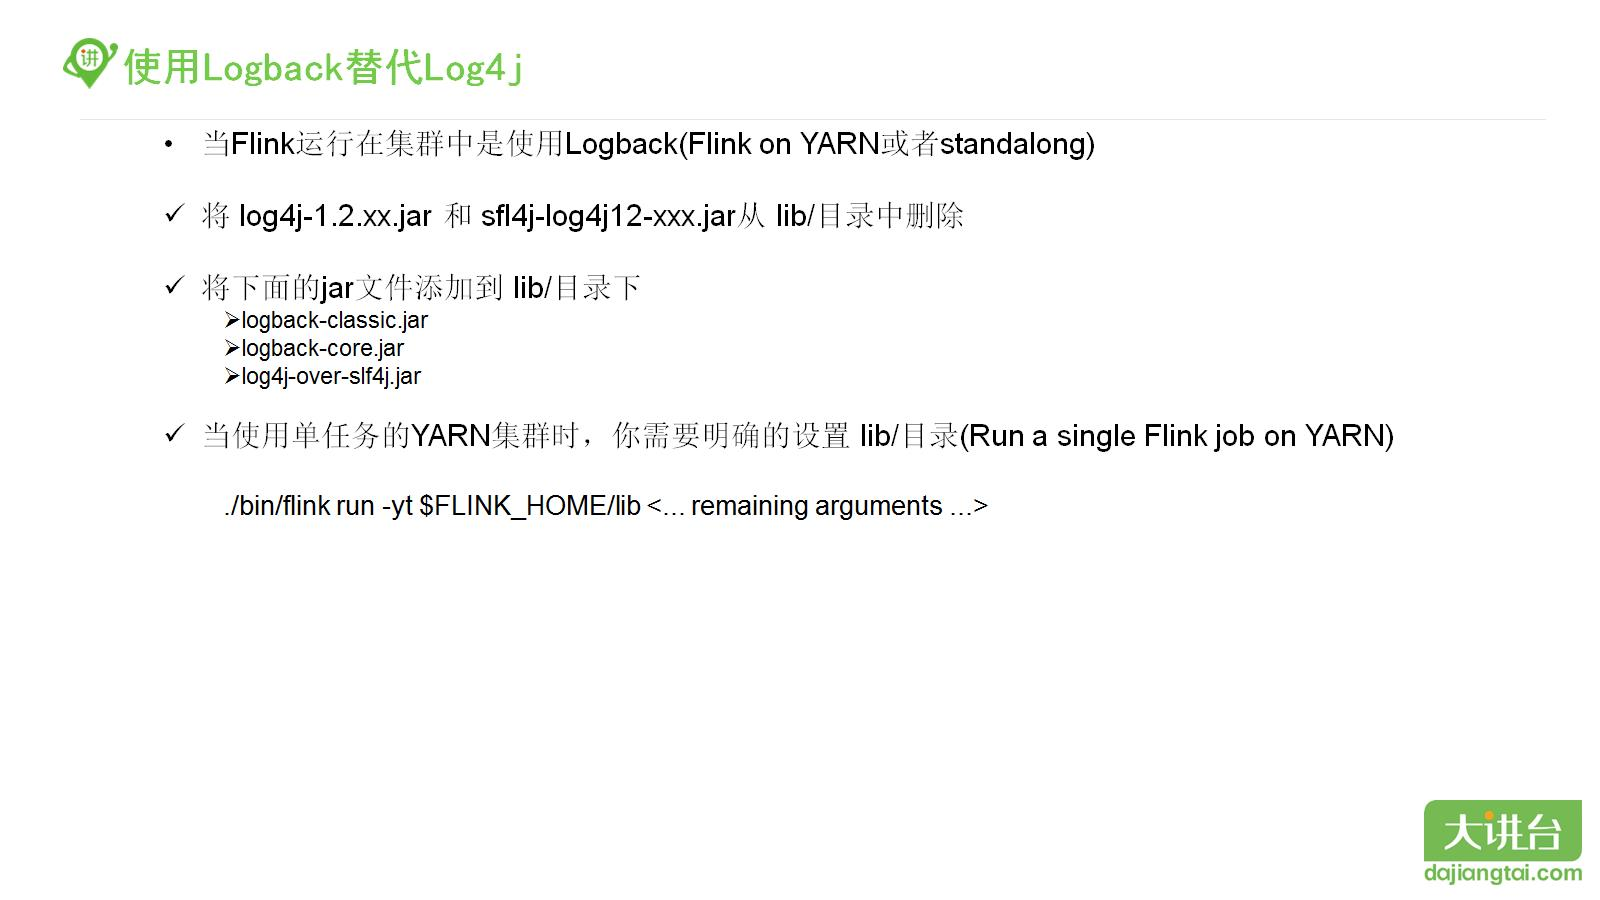 讲
使用Logback替代Log4j
• 当Flink运行在集群中是使用Logback(Flink on YARN或者standalong)
✓ 将 log4j-1.2.xx.jar 和 sfl4j-log4j12-xxx.jar从 lib/目录中删除
✓ 将下面的jar文件添加到 lib/目录下
➢logback-classic.jar
➢logback-core.jar
➢log4j-over-slf4j.jar
✓ 当使用单任务的YARN集群时，你需要明确的设置 lib/目录(Run a single Flink job on YARN)
./bin/flink run -yt $FLINK_HOME/lib <... remaining arguments ...>
大讲台
dajiangtai.com